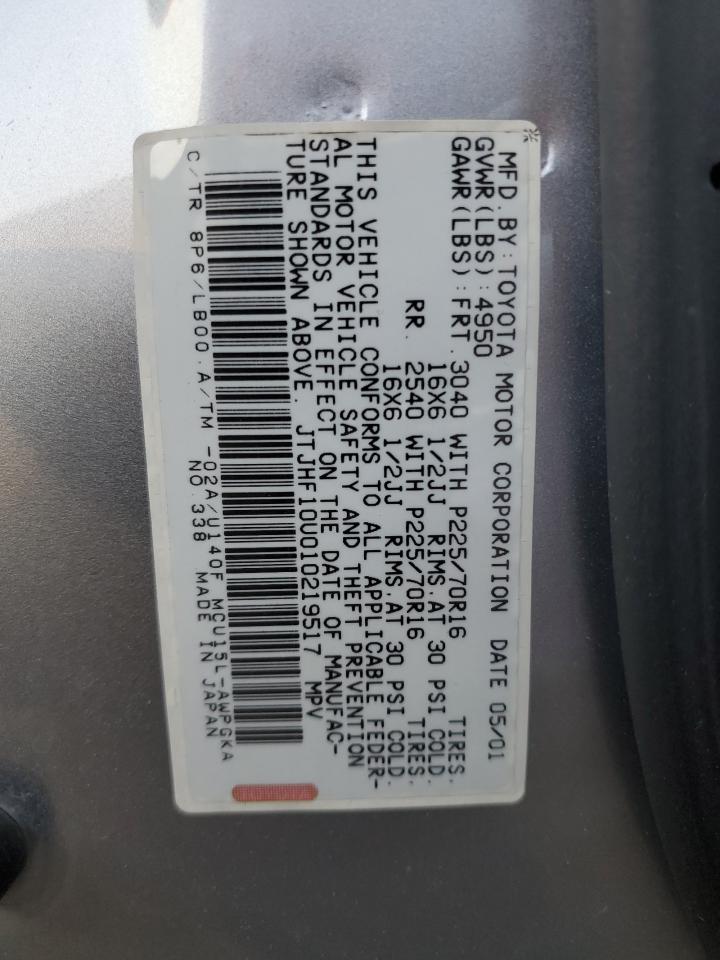 MFD. BY: TOYOTA MOTOR CORPORATION DATE 05/01
GVWR(LBS): 4950
GAWR(LBS): FRT. 3040 WITH P225/70R16 TIRES.
16X6 1/2JJ RIMS.AT 30 PSI COLD.
RR. 2540 WITH P225/70R16 TIRES.
16X6 1/2JJ RIMS.AT 30 PSI COLD.
THIS VEHICLE CONFORMS TO ALL APPLICABLE FEDER-
AL MOTOR VEHICLE SAFETY AND THEFT PREVENTION
STANDARDS IN EFFECT ON THE DATE OF MANUFAC-
TURE SHOWN ABOVE. JTJHF10U010219517 MPV
C/TR 8P6/LB00.A/TM -02A/U140F MCU15L-AWPGKA
NO.338 MADE IN JAPAN